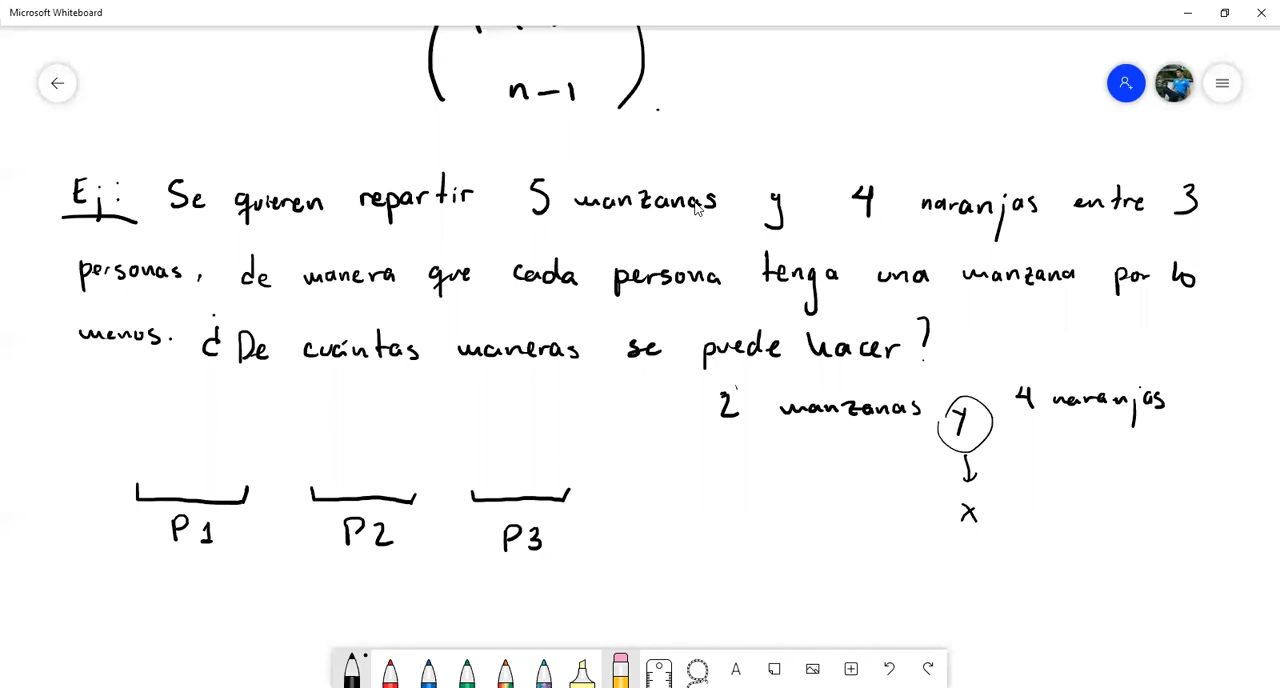 Microsoft Whiteboard
n-1
Ej: Se quieren repartir 5 manzanas y 4 naranjas entre 3
personas, de manera que cada persona tenga una manzana por lo
menos. ¿De cuántas maneras se puede hacer?
2 manzanas y 4 naranjas
x
P1 P2 P3
A